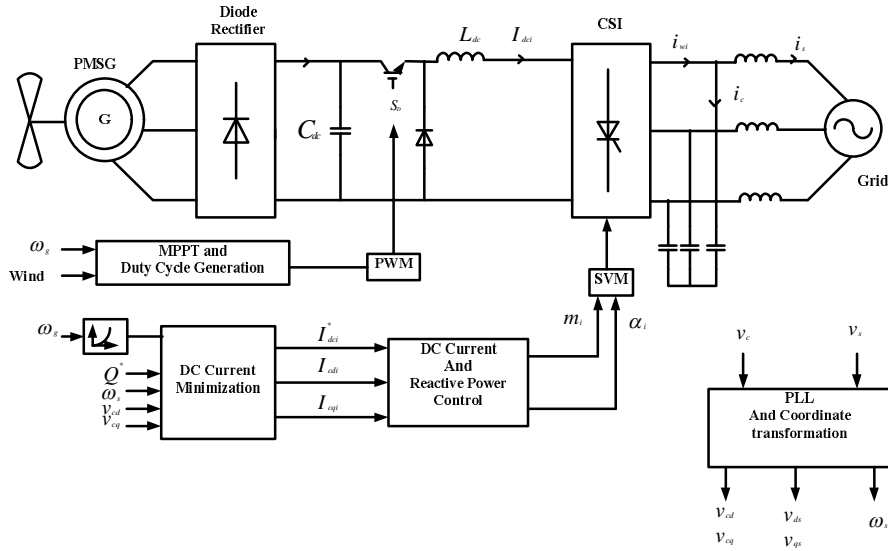 Diode
Rectifier
PMSG
G
C_dc
S_D
L_dc
I_dci
CSI
i_wi
i_s
i_c
Grid
ω_g
Wind
MPPT and
Duty Cycle Generation
PWM
SVM
m_i
α_i
ω_g
Q*
ω_s
v_cd
v_cq
DC Current
Minimization
I*_dci
I_cdi
I_cqi
DC Current
And
Reactive Power
Control
v_c
v_s
PLL
And Coordinate
transformation
v_cd
v_cq
v_ds
v_qs
ω_s